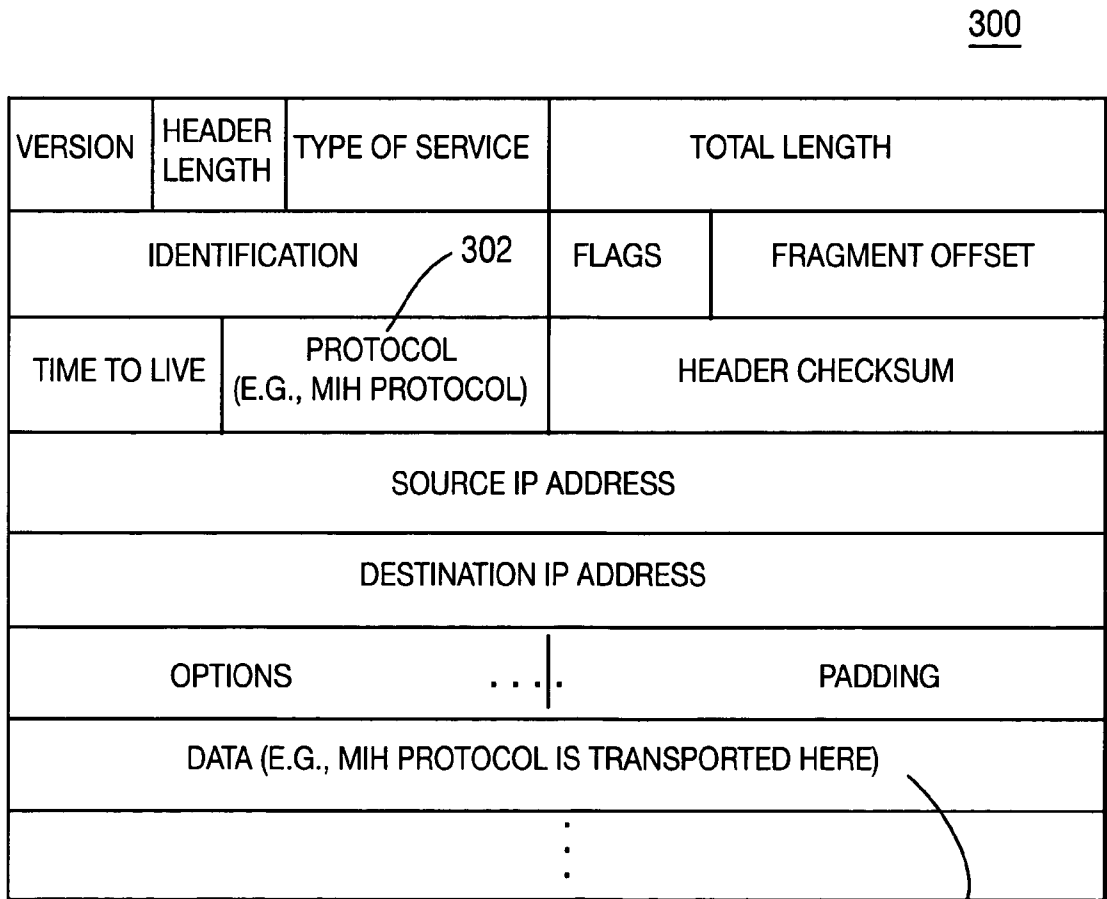 300
VERSION
HEADER
LENGTH
TYPE OF SERVICE
TOTAL LENGTH
IDENTIFICATION
302
FLAGS
FRAGMENT OFFSET
TIME TO LIVE
PROTOCOL
(E.G., MIH PROTOCOL)
HEADER CHECKSUM
SOURCE IP ADDRESS
DESTINATION IP ADDRESS
OPTIONS
. . . .
PADDING
DATA (E.G., MIH PROTOCOL IS TRANSPORTED HERE)